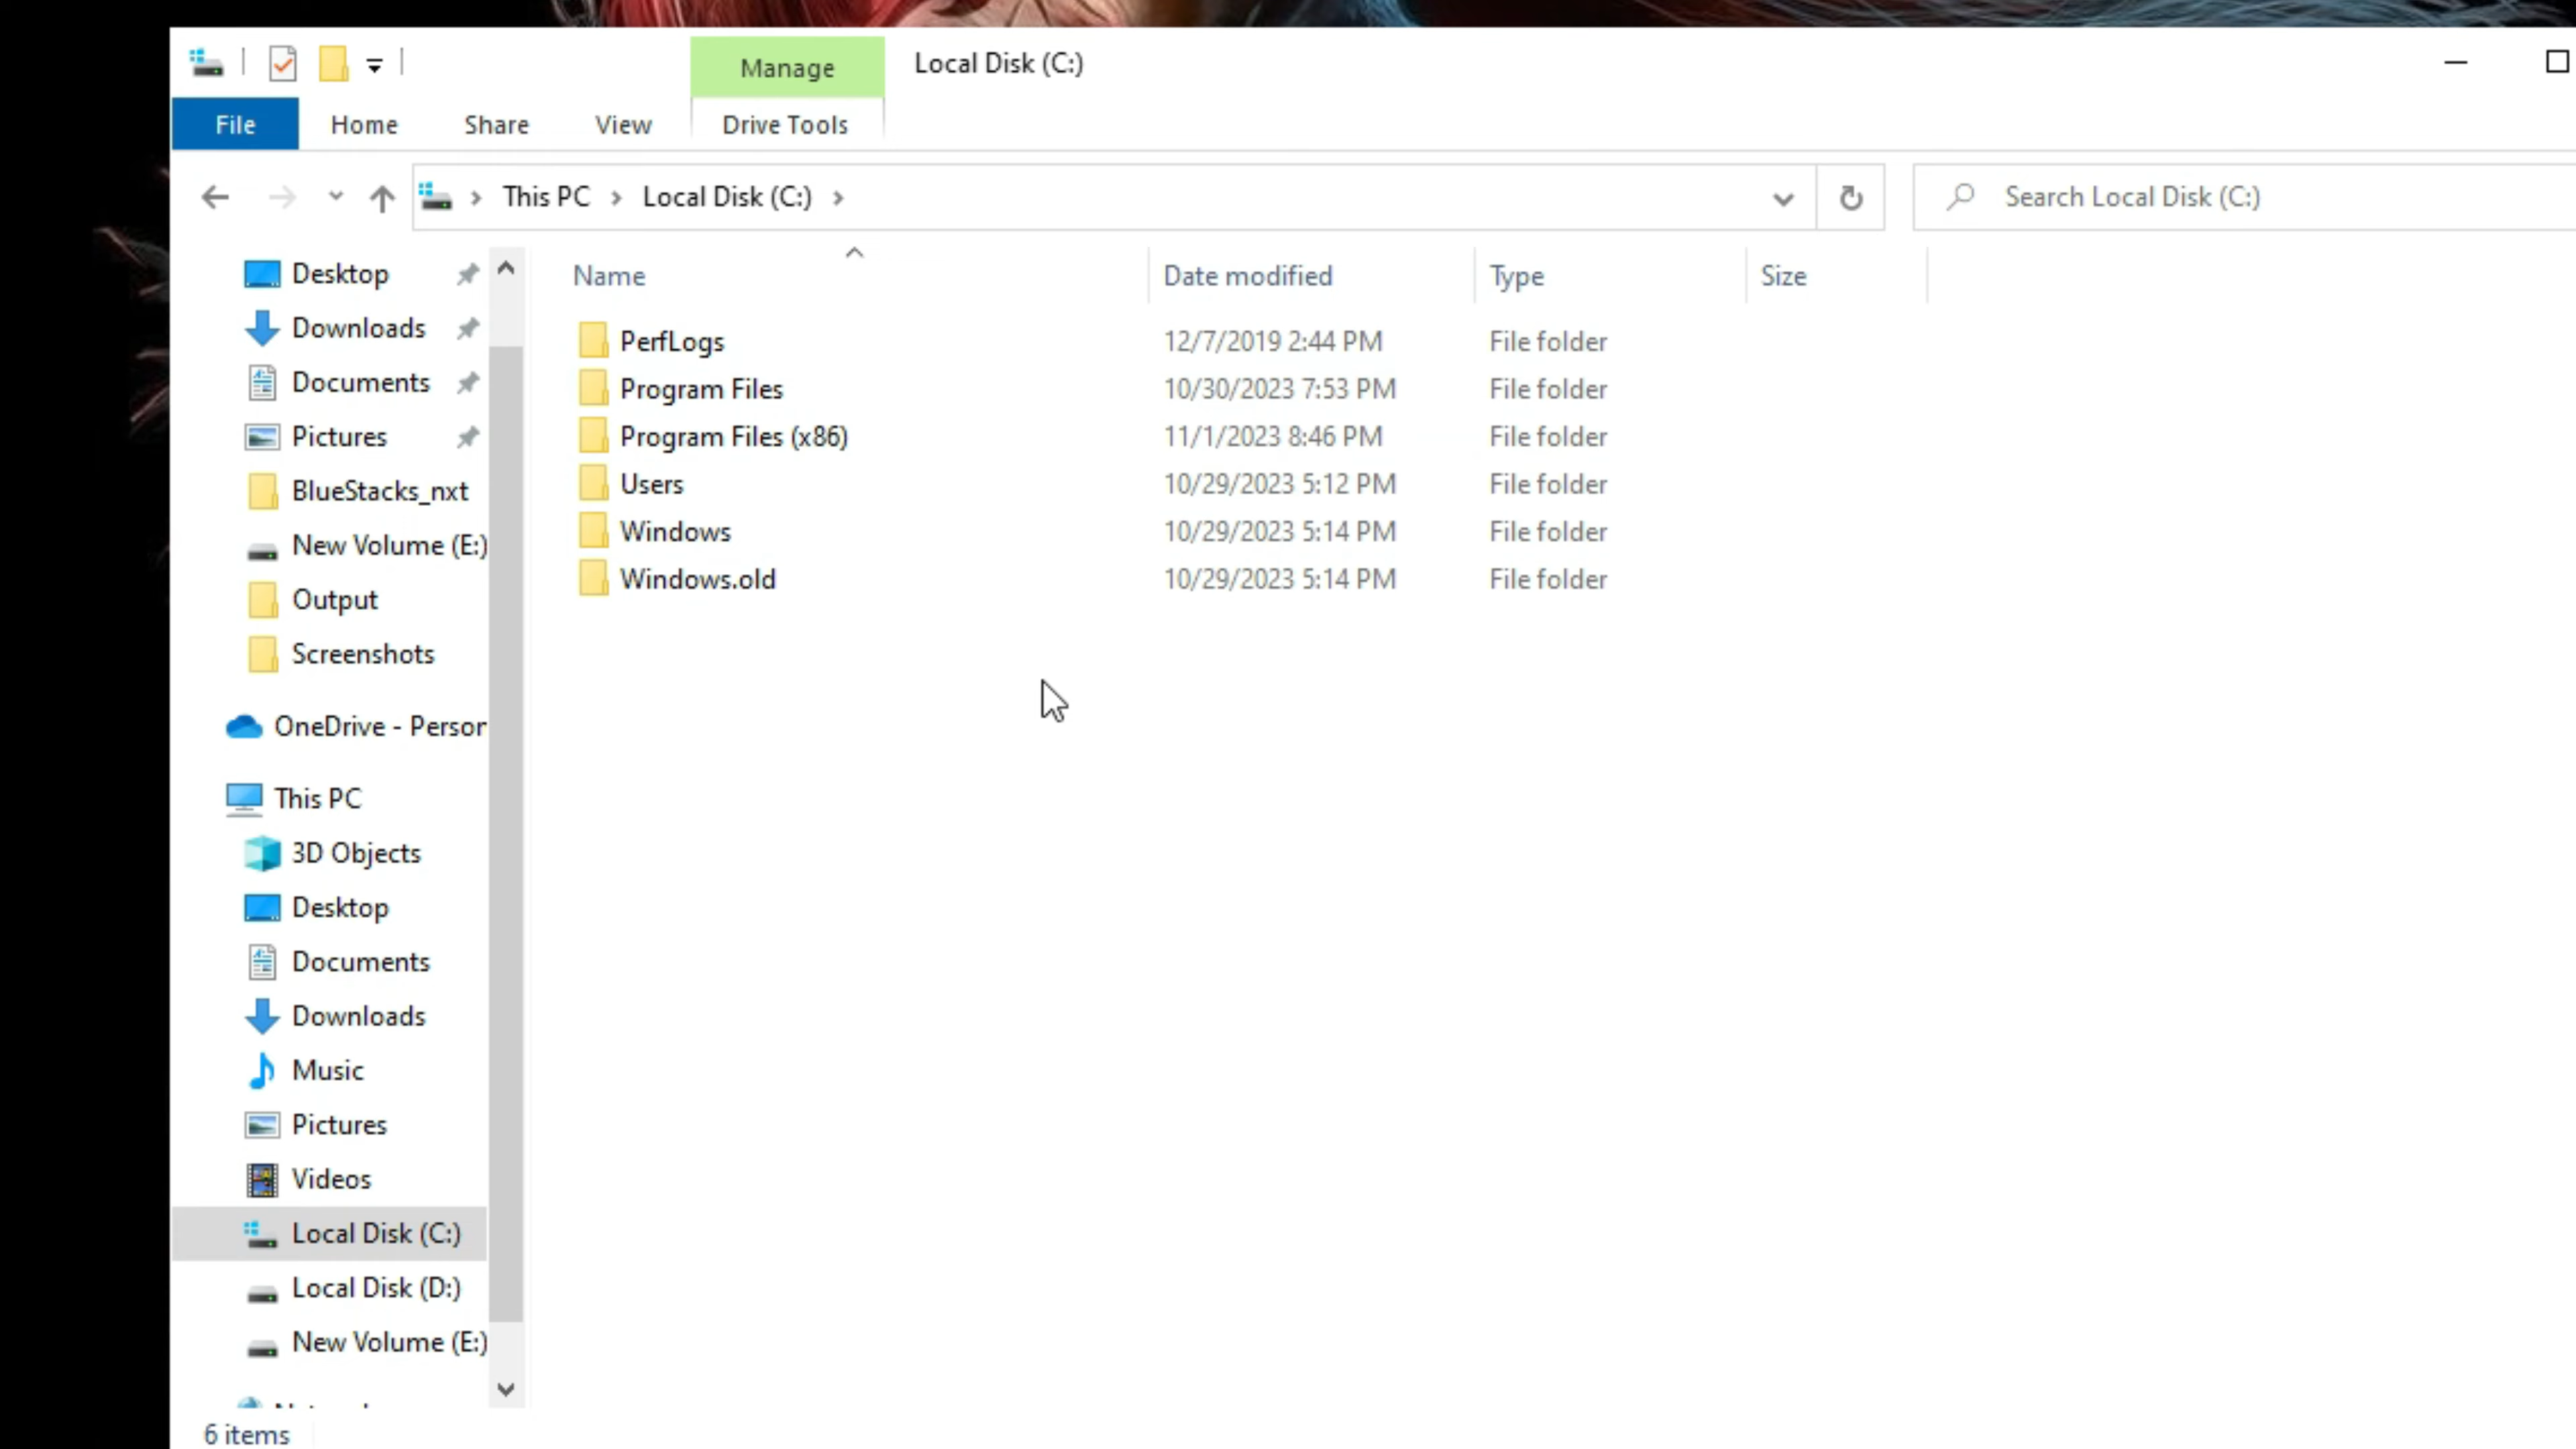 Manage
Local Disk (C:)
File
Home
Share
View
Drive Tools
This PC
Local Disk (C:)
Search Local Disk (C:)
Desktop
Downloads
Documents
Pictures
BlueStacks_nxt
New Volume (E:)
Output
Screenshots
OneDrive - Person
This PC
3D Objects
Desktop
Documents
Downloads
Music
Pictures
Videos
Local Disk (C:)
Local Disk (D:)
New Volume (E:)
6 items
Name Date modified Type Size
PerfLogs 12/7/2019 2:44 PM File folder
Program Files 10/30/2023 7:53 PM File folder
Program Files (x86) 11/1/2023 8:46 PM File folder
Users 10/29/2023 5:12 PM File folder
Windows 10/29/2023 5:14 PM File folder
Windows.old 10/29/2023 5:14 PM File folder